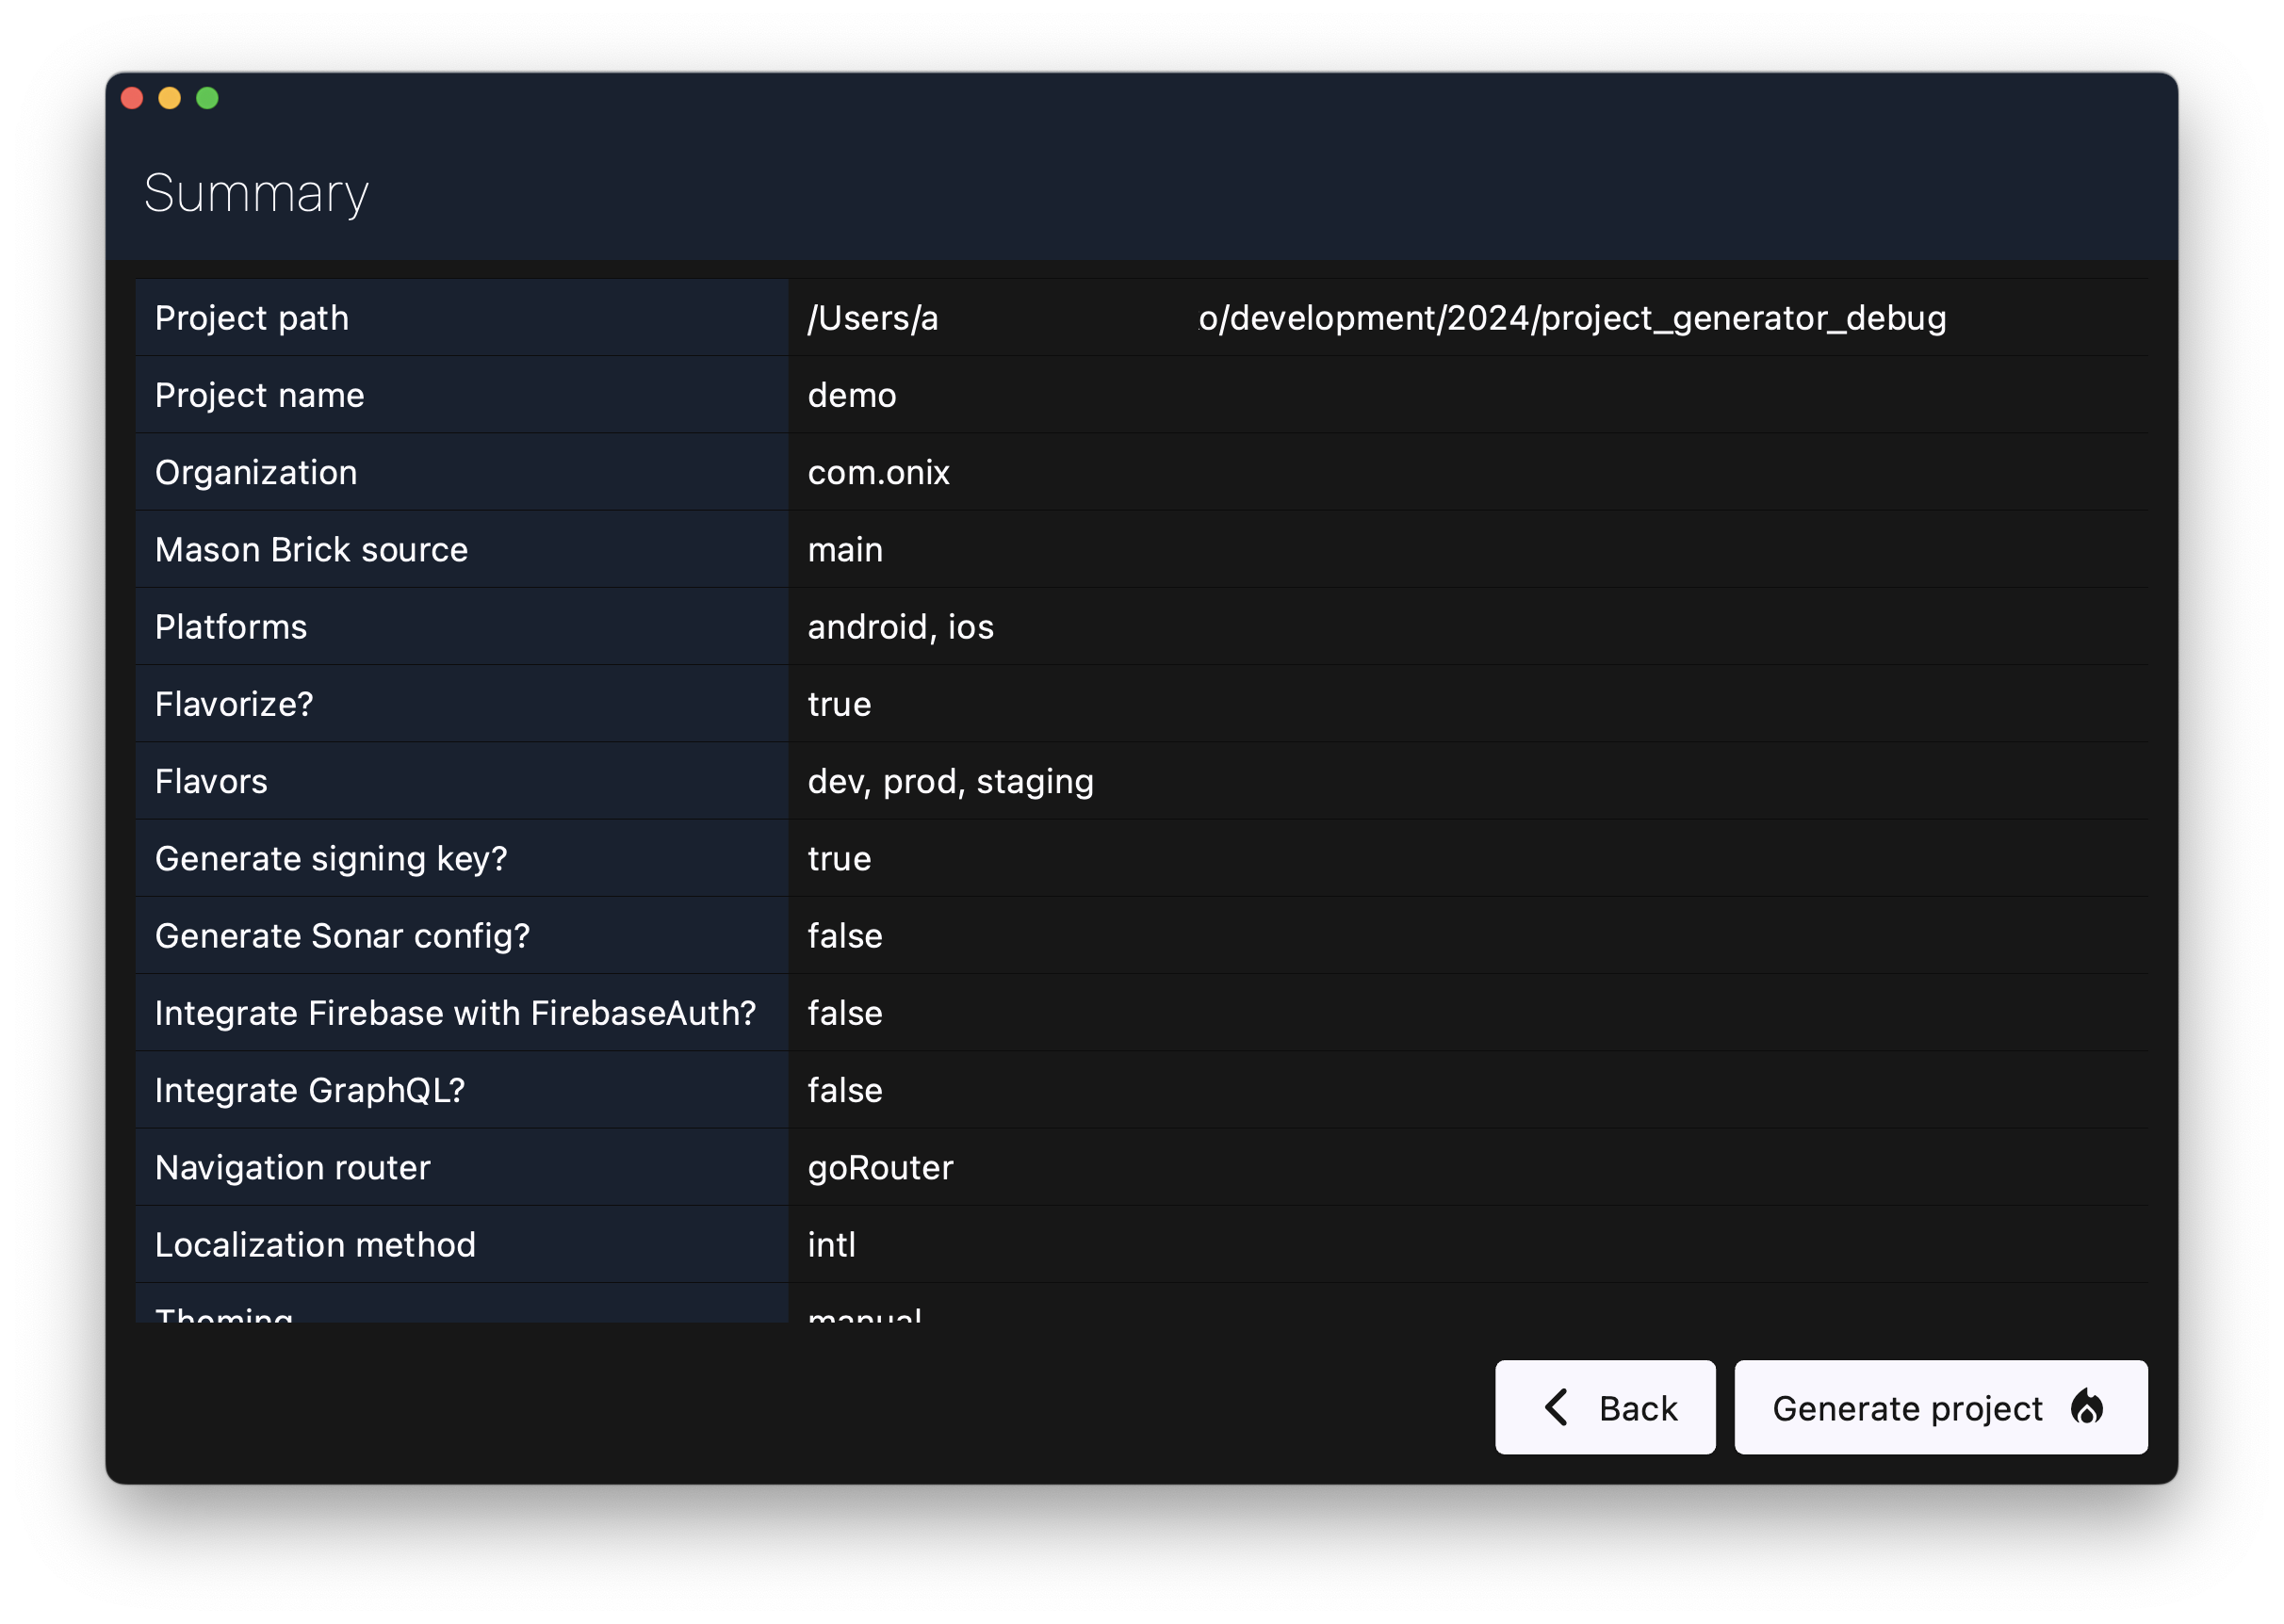 Summary
Project path /Users/a o/development/2024/project_generator_debug
Project name demo
Organization com.onix
Mason Brick source main
Platforms android, ios
Flavorize? true
Flavors dev, prod, staging
Generate signing key? true
Generate Sonar config? false
Integrate Firebase with FirebaseAuth? false
Integrate GraphQL? false
Navigation router goRouter
Localization method intl
Theming manual
Back Generate project